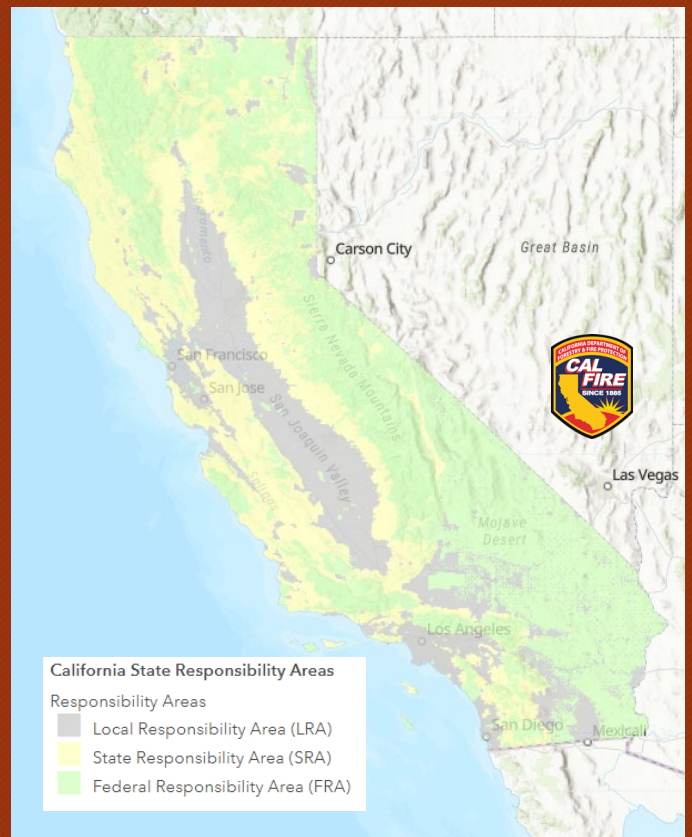 Carson City
Great Basin
Sacramento
Sierra Nevada Mountains
San Francisco
San Jose
San Joaquin Valley
Salinas
CALIFORNIA DEPARTMENT OF
FORESTRY & FIRE PROTECTION
CAL
FIRE
SINCE 1885
Las Vegas
Mojave
Desert
Los Angeles
San Diego
Mexicali
California State Responsibility Areas
Responsibility Areas
Local Responsibility Area (LRA)
State Responsibility Area (SRA)
Federal Responsibility Area (FRA)